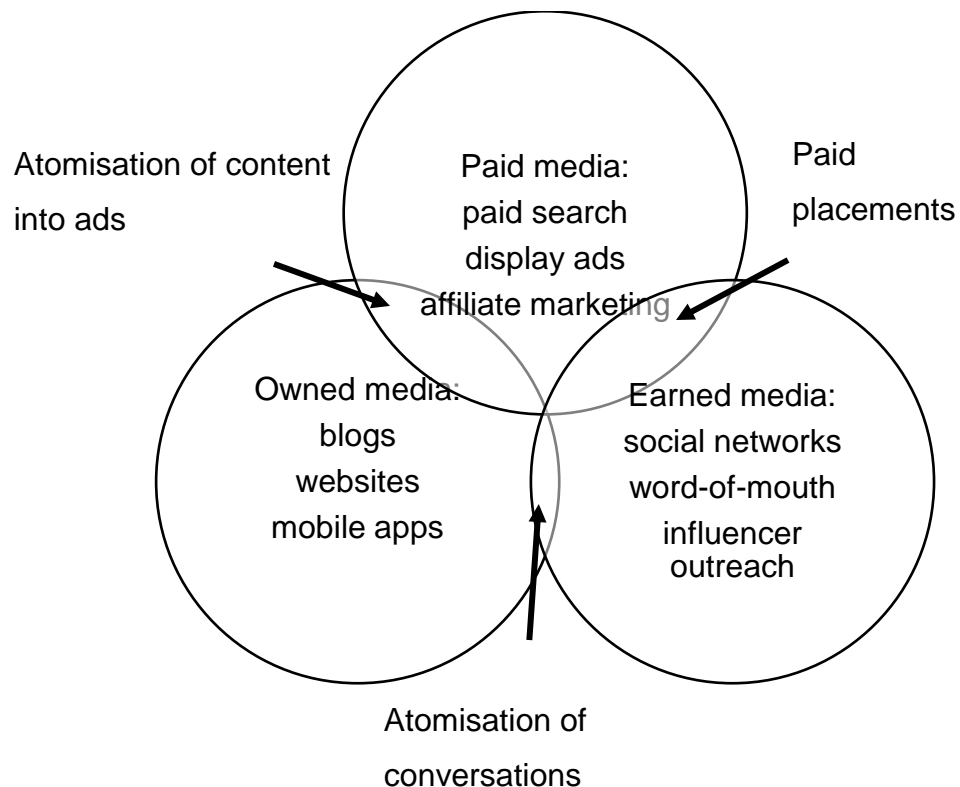 Atomisation of content
into ads
Paid media:
paid search
display ads
affiliate marketing
Paid
placements
Owned media:
blogs
websites
mobile apps
Earned media:
social networks
word-of-mouth
influencer
outreach
Atomisation of
conversations